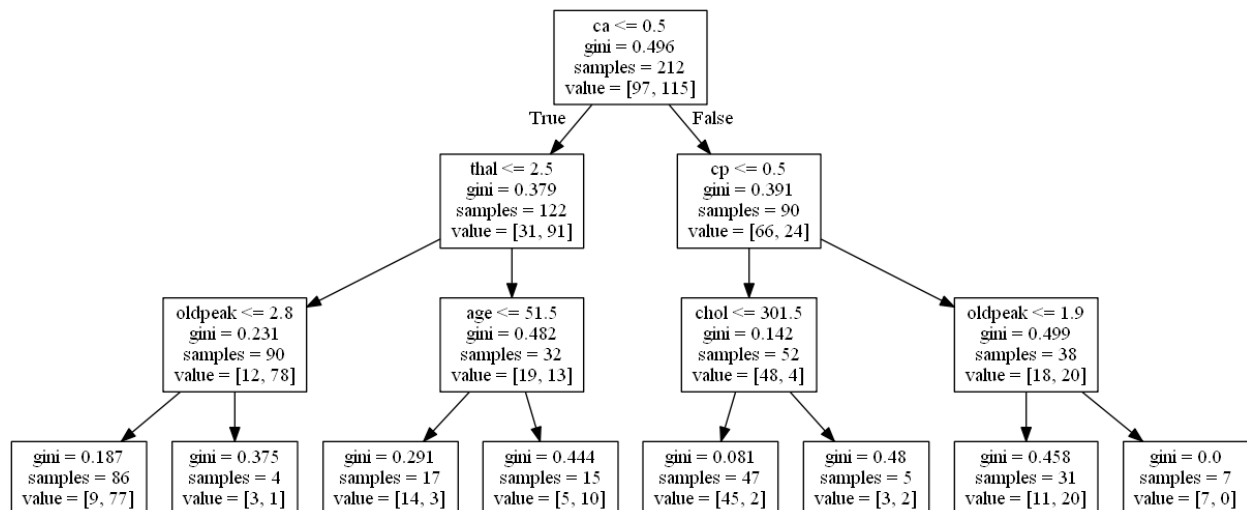 ca <= 0.5
gini = 0.496
samples = 212
value = [97, 115]
True
False
thal <= 2.5
gini = 0.379
samples = 122
value = [31, 91]
cp <= 0.5
gini = 0.391
samples = 90
value = [66, 24]
oldpeak <= 2.8
gini = 0.231
samples = 90
value = [12, 78]
age <= 51.5
gini = 0.482
samples = 32
value = [19, 13]
chol <= 301.5
gini = 0.142
samples = 52
value = [48, 4]
oldpeak <= 1.9
gini = 0.499
samples = 38
value = [18, 20]
gini = 0.187
samples = 86
value = [9, 77]
gini = 0.375
samples = 4
value = [3, 1]
gini = 0.291
samples = 17
value = [14, 3]
gini = 0.444
samples = 15
value = [5, 10]
gini = 0.081
samples = 47
value = [45, 2]
gini = 0.48
samples = 5
value = [3, 2]
gini = 0.458
samples = 31
value = [11, 20]
gini = 0.0
samples = 7
value = [7, 0]